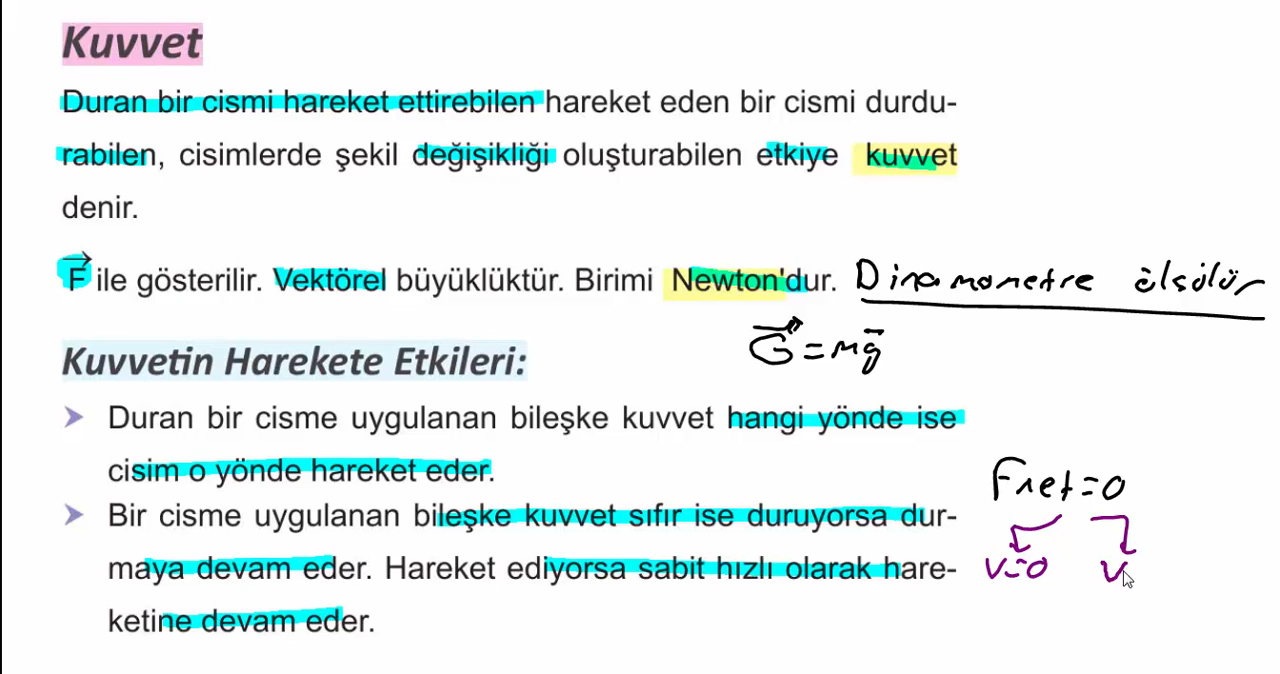 Kuvvet
Duran bir cismi hareket ettirebilen hareket eden bir cismi durdu-
rabilen, cisimlerde şekil değişikliği oluşturabilen etkiye kuvvet
denir.
F ile gösterilir. Vektörel büyüklüktür. Birimi Newton'dur. Dinamometre ölçülür
G = mg
Kuvvetin Harekete Etkileri:
➤ Duran bir cisme uygulanan bileşke kuvvet hangi yönde ise
cisim o yönde hareket eder.
➤ Bir cisme uygulanan bileşke kuvvet sıfır ise duruyorsa dur-
maya devam eder. Hareket ediyorsa sabit hızlı olarak hare-
ketine devam eder.
Fnet=0
V=0 V